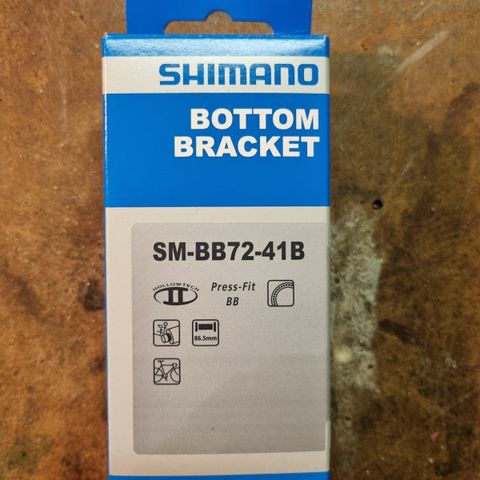 SHIMANO
BOTTOM
BRACKET
SM-BB72-41B
HOLLOWTECH
II
Press-Fit
BB
86.5mm